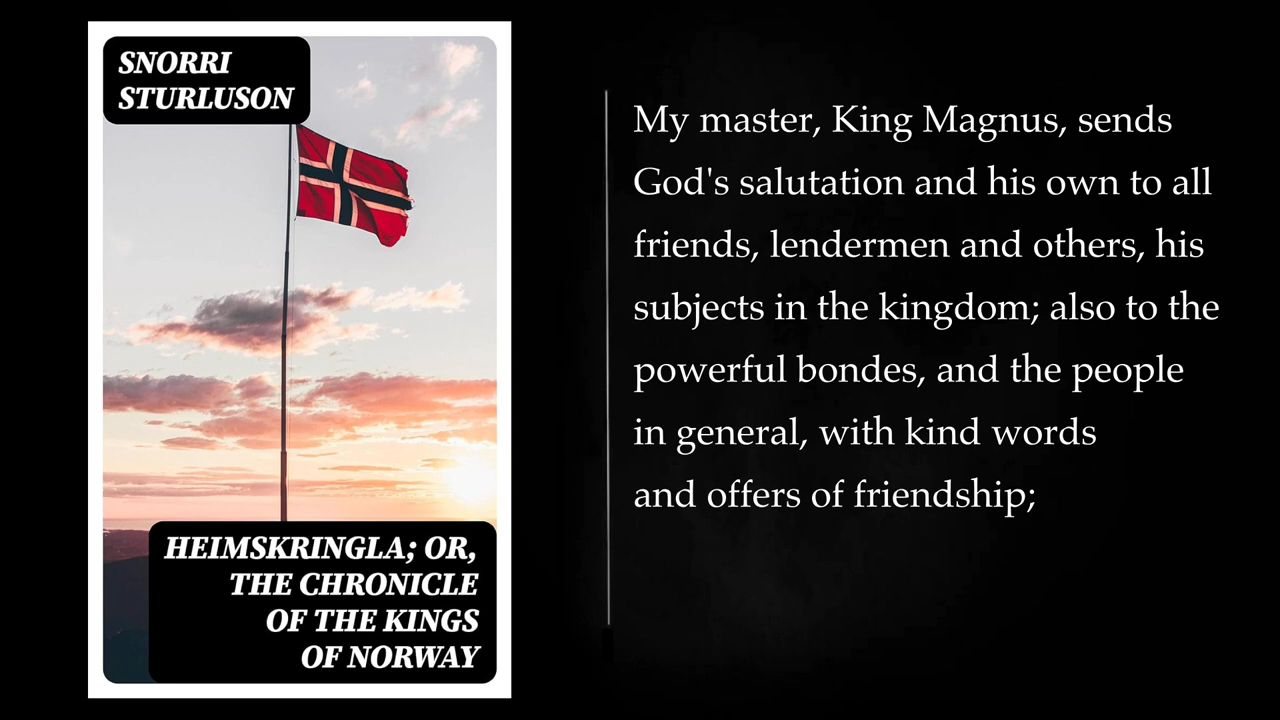 SNORRI
STURLUSON
HEIMSKRINGLA; OR,
THE CHRONICLE
OF THE KINGS
OF NORWAY
My master, King Magnus, sends
God's salutation and his own to all
friends, lendermen and others, his
subjects in the kingdom; also to the
powerful bondes, and the people
in general, with kind words
and offers of friendship;